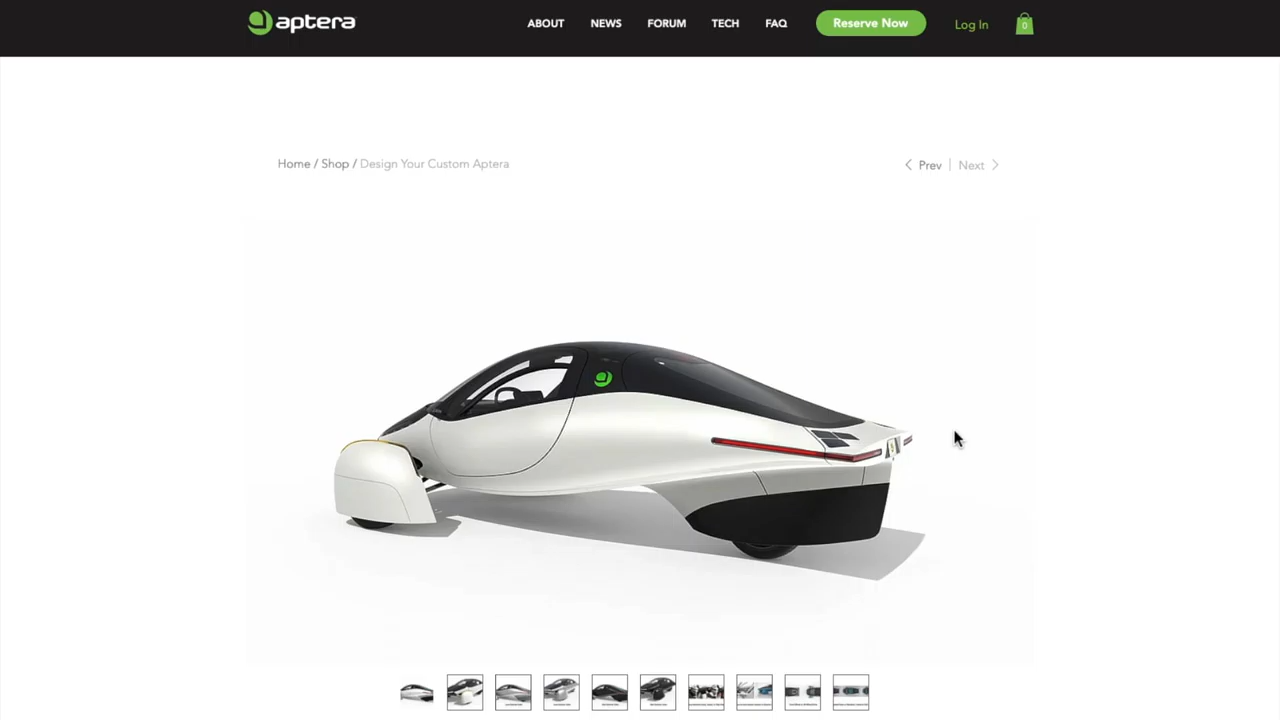 aptera
ABOUT NEWS FORUM TECH FAQ Reserve Now Log In 0
Home / Shop / Design Your Custom Aptera
Prev | Next